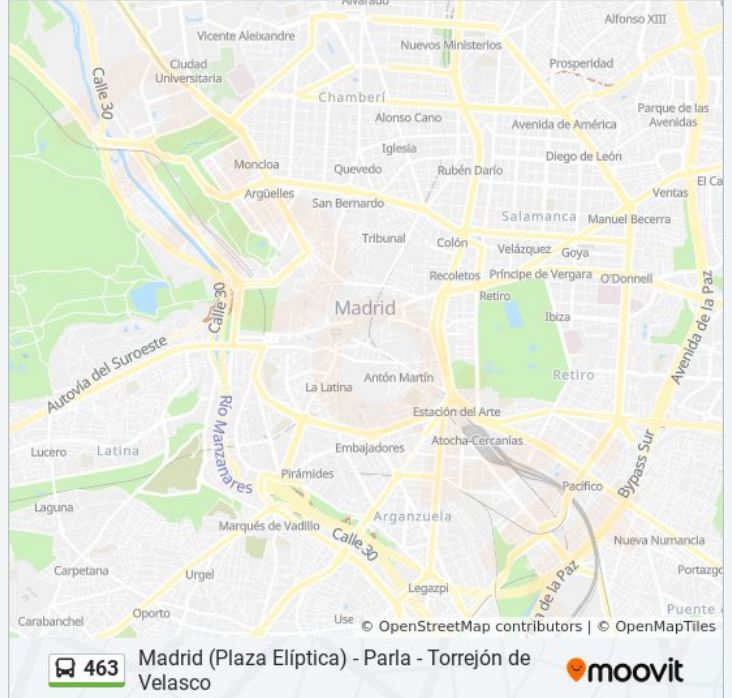 Alvarado
Alfonso XIII
Vicente Aleixandre
Nuevos Ministerios
Ciudad
Universitaria
Prosperidad
Calle 30
Chamberí
Parque de las
Avenidas
Alonso Cano
Avenida de América
Iglesia
Diego de León
Moncloa
Quevedo
Rubén Darío
El Ca
Argüelles
Ventas
San Bernardo
Salamanca
Manuel Becerra
Tribunal
Colón
Velázquez
Goya
Recoletos
Príncipe de Vergara
O'Donnell
Calle 30
Retiro
Madrid
Ibiza
Avenida de la Paz
Autovía del Suroeste
Antón Martín
Retiro
La Latina
Estación del Arte
Río Manzanares
Atocha-Cercanías
Lucero
Latina
Embajadores
Bypass Sur
Pirámides
Pacífico
Laguna
Arganzuela
Marqués de Vadillo
Calle 30
Nueva Numancia
Carpetana
Urgel
Portazgo
Legazpi
a de la Paz
Oporto
Puente
Carabanchel
Use
© OpenStreetMap contributors | © OpenMapTiles
463
Madrid (Plaza Elíptica) - Parla - Torrejón de
Velasco
moovit